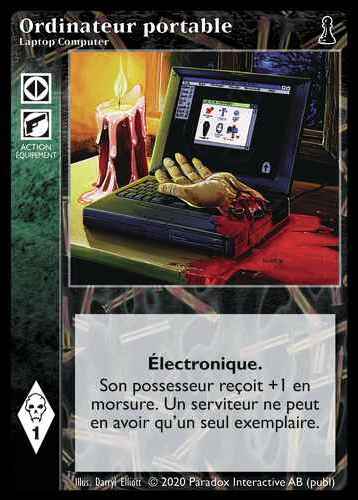 Ordinateur portable
Laptop Computer
ACTION
ÉQUIPEMENT
Électronique.
Son possesseur reçoit +1 en
morsure. Un serviteur ne peut
en avoir qu'un seul exemplaire.
1
Illus. Darryl Elliott © 2020 Paradox Interactive AB (publ)